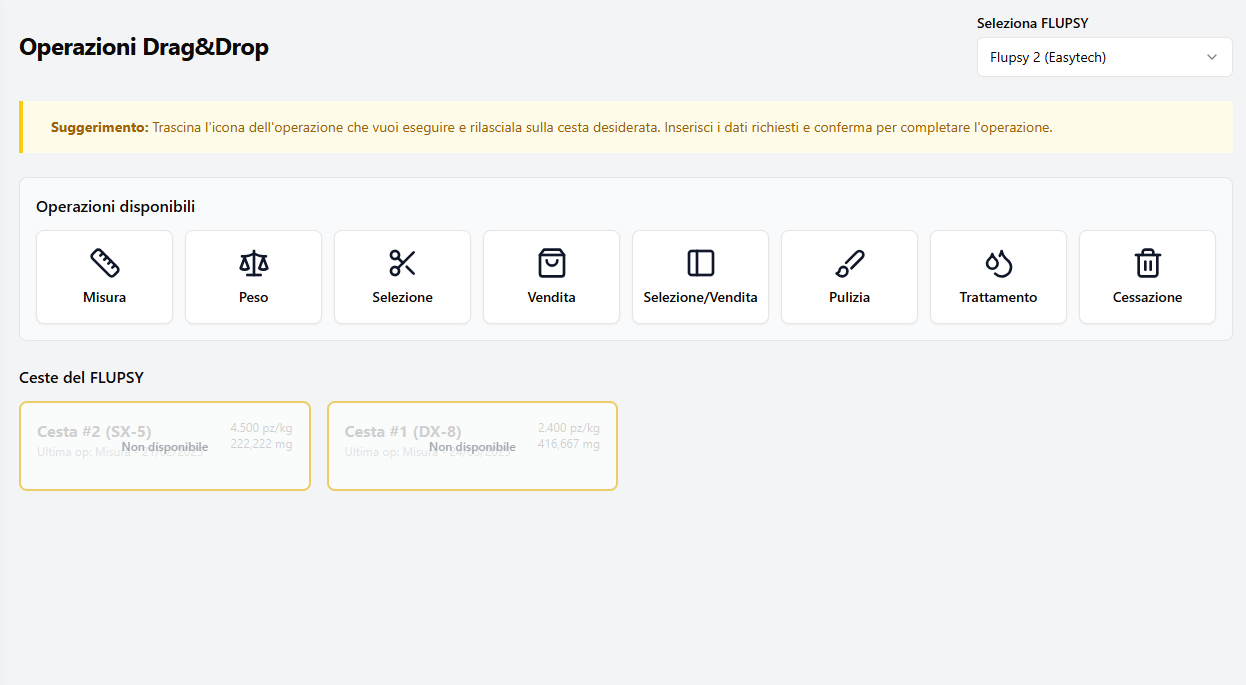 Seleziona FLUPSY
Operazioni Drag&Drop
Flupsy 2 (Easytech)
Suggerimento: Trascina l'icona dell'operazione che vuoi eseguire e rilasciala sulla cesta desiderata. Inserisci i dati richiesti e conferma per completare l'operazione.
Operazioni disponibili
Misura
Peso
Selezione
Vendita
Selezione/Vendita
Pulizia
Trattamento
Cessazione
Ceste del FLUPSY
Cesta #2 (SX-5)
4.500 pz/kg
222,222 mg
Non disponibile
Ultima op: Misura
Cesta #1 (DX-8)
2.400 pz/kg
416,667 mg
Non disponibile
Ultima op: Misura